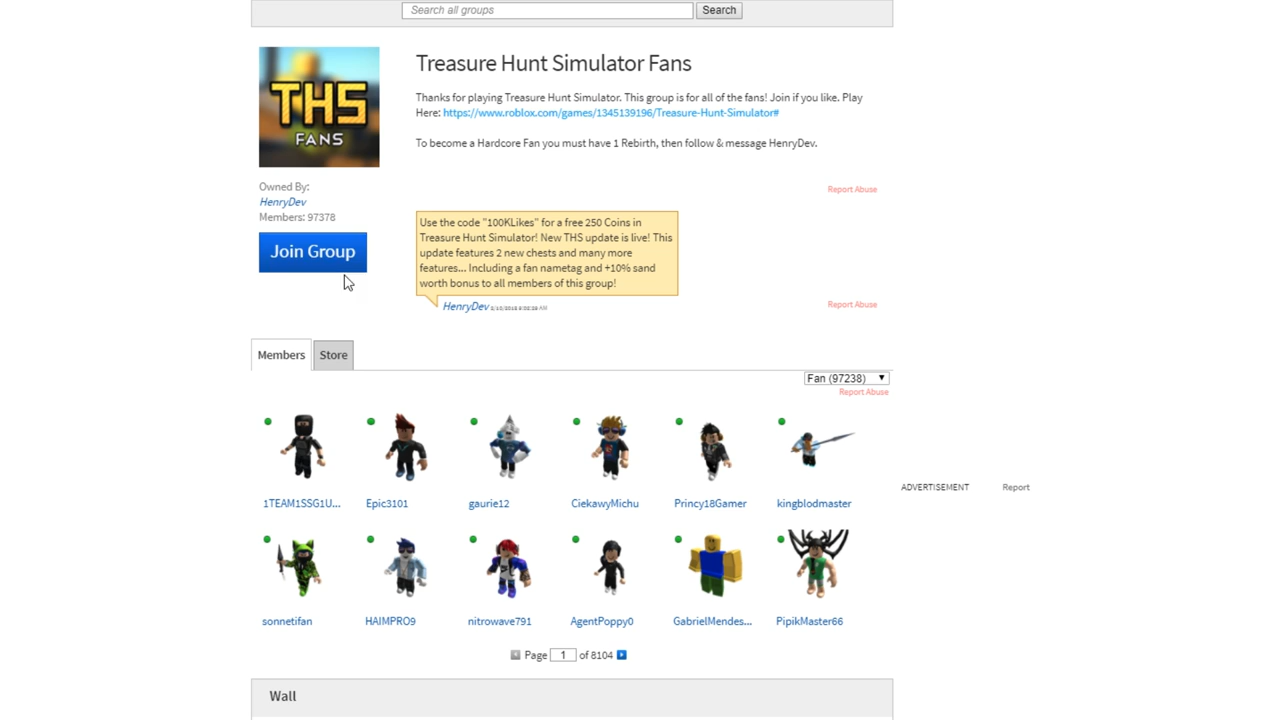 Search all groups
Search
THS
FANS
Treasure Hunt Simulator Fans
Thanks for playing Treasure Hunt Simulator. This group is for all of the fans! Join if you like. Play
Here: https://www.roblox.com/games/1345139196/Treasure-Hunt-Simulator#
To become a Hardcore Fan you must have 1 Rebirth, then follow & message HenryDev.
Owned By:
HenryDev
Members: 97378
Join Group
Report Abuse
Use the code "100KLikes" for a free 250 Coins in
Treasure Hunt Simulator! New THS update is live! This
update features 2 new chests and many more
features... Including a fan nametag and +10% sand
worth bonus to all members of this group!
HenryDev
Report Abuse
Members
Store
Fan (97238)
Report Abuse
1TEAM1SSG1U...
Epic3101
gaurie12
CiekawyMichu
Princy18Gamer
kingblodmaster
ADVERTISEMENT
Report
sonnetifan
HAIMPRO9
nitrowave791
AgentPoppy0
GabrielMendes...
PipikMaster66
Page 1 of 8104
Wall